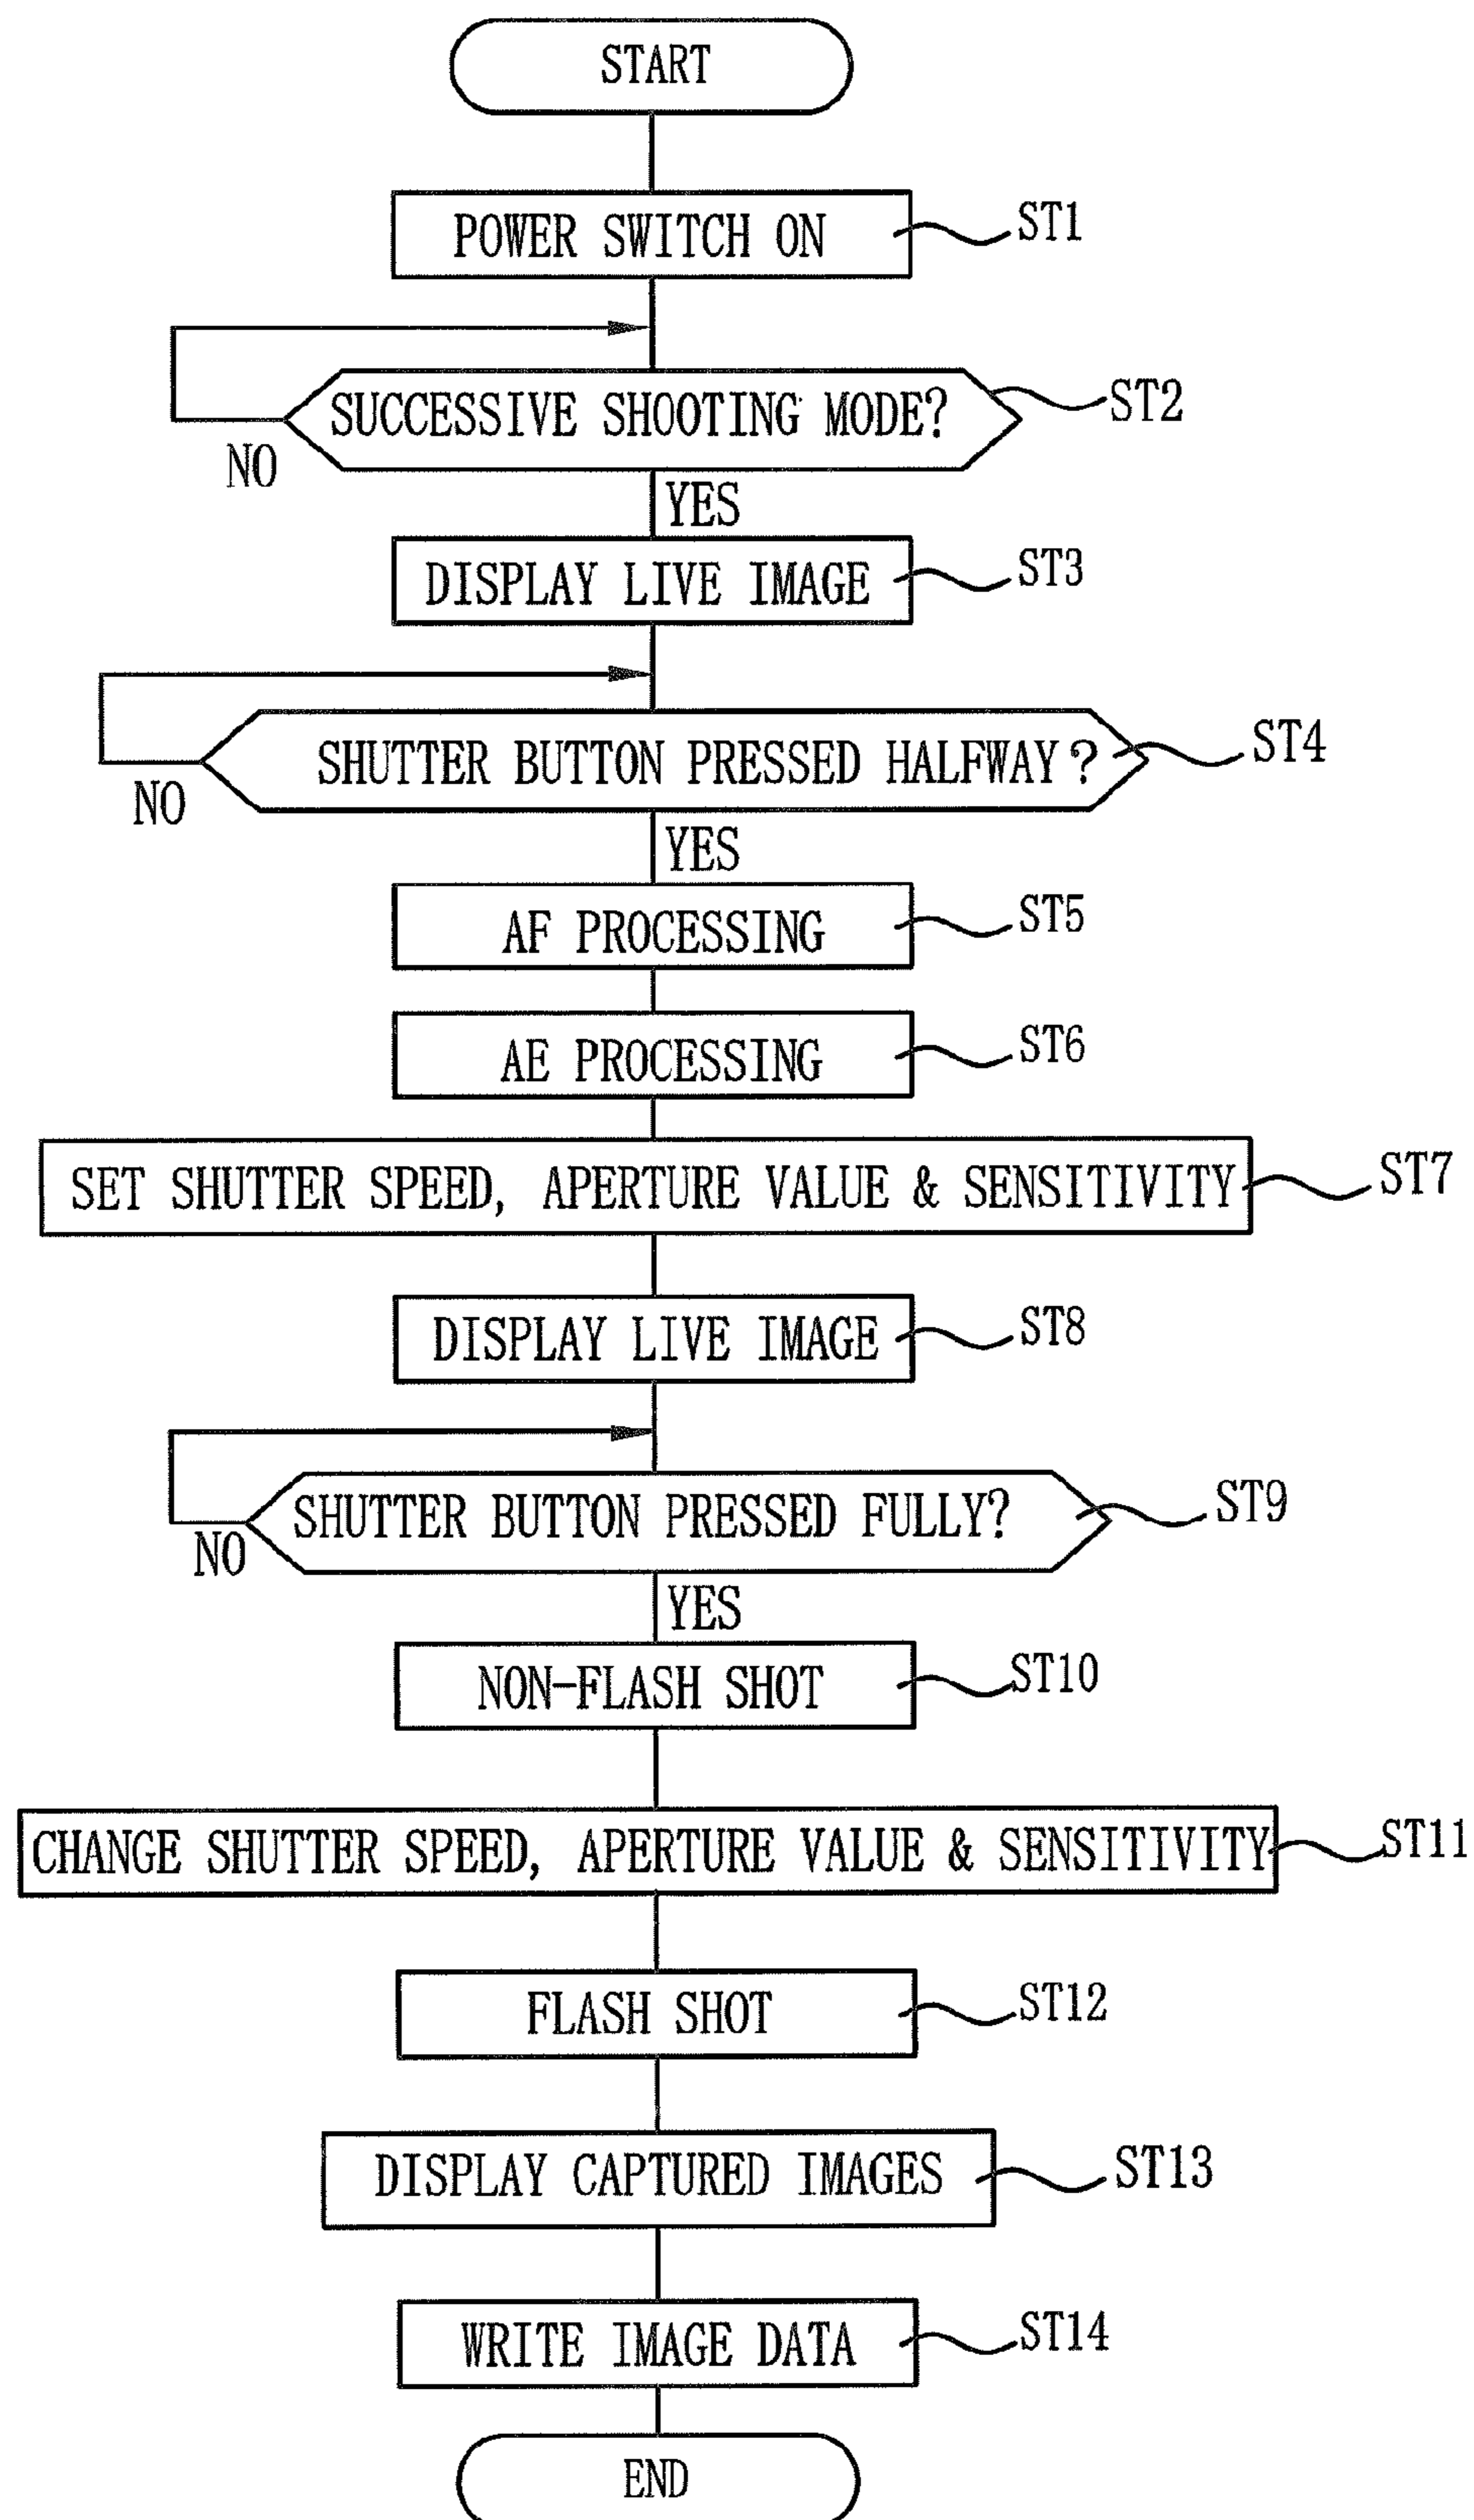 START
POWER SWITCH ON
ST1
SUCCESSIVE SHOOTING MODE?
ST2
NO
YES
DISPLAY LIVE IMAGE
ST3
SHUTTER BUTTON PRESSED HALFWAY?
ST4
NO
YES
AF PROCESSING
ST5
AE PROCESSING
ST6
SET SHUTTER SPEED, APERTURE VALUE & SENSITIVITY
ST7
DISPLAY LIVE IMAGE
ST8
SHUTTER BUTTON PRESSED FULLY?
ST9
NO
YES
NON-FLASH SHOT
ST10
CHANGE SHUTTER SPEED, APERTURE VALUE & SENSITIVITY
ST11
FLASH SHOT
ST12
DISPLAY CAPTURED IMAGES
ST13
WRITE IMAGE DATA
ST14
END